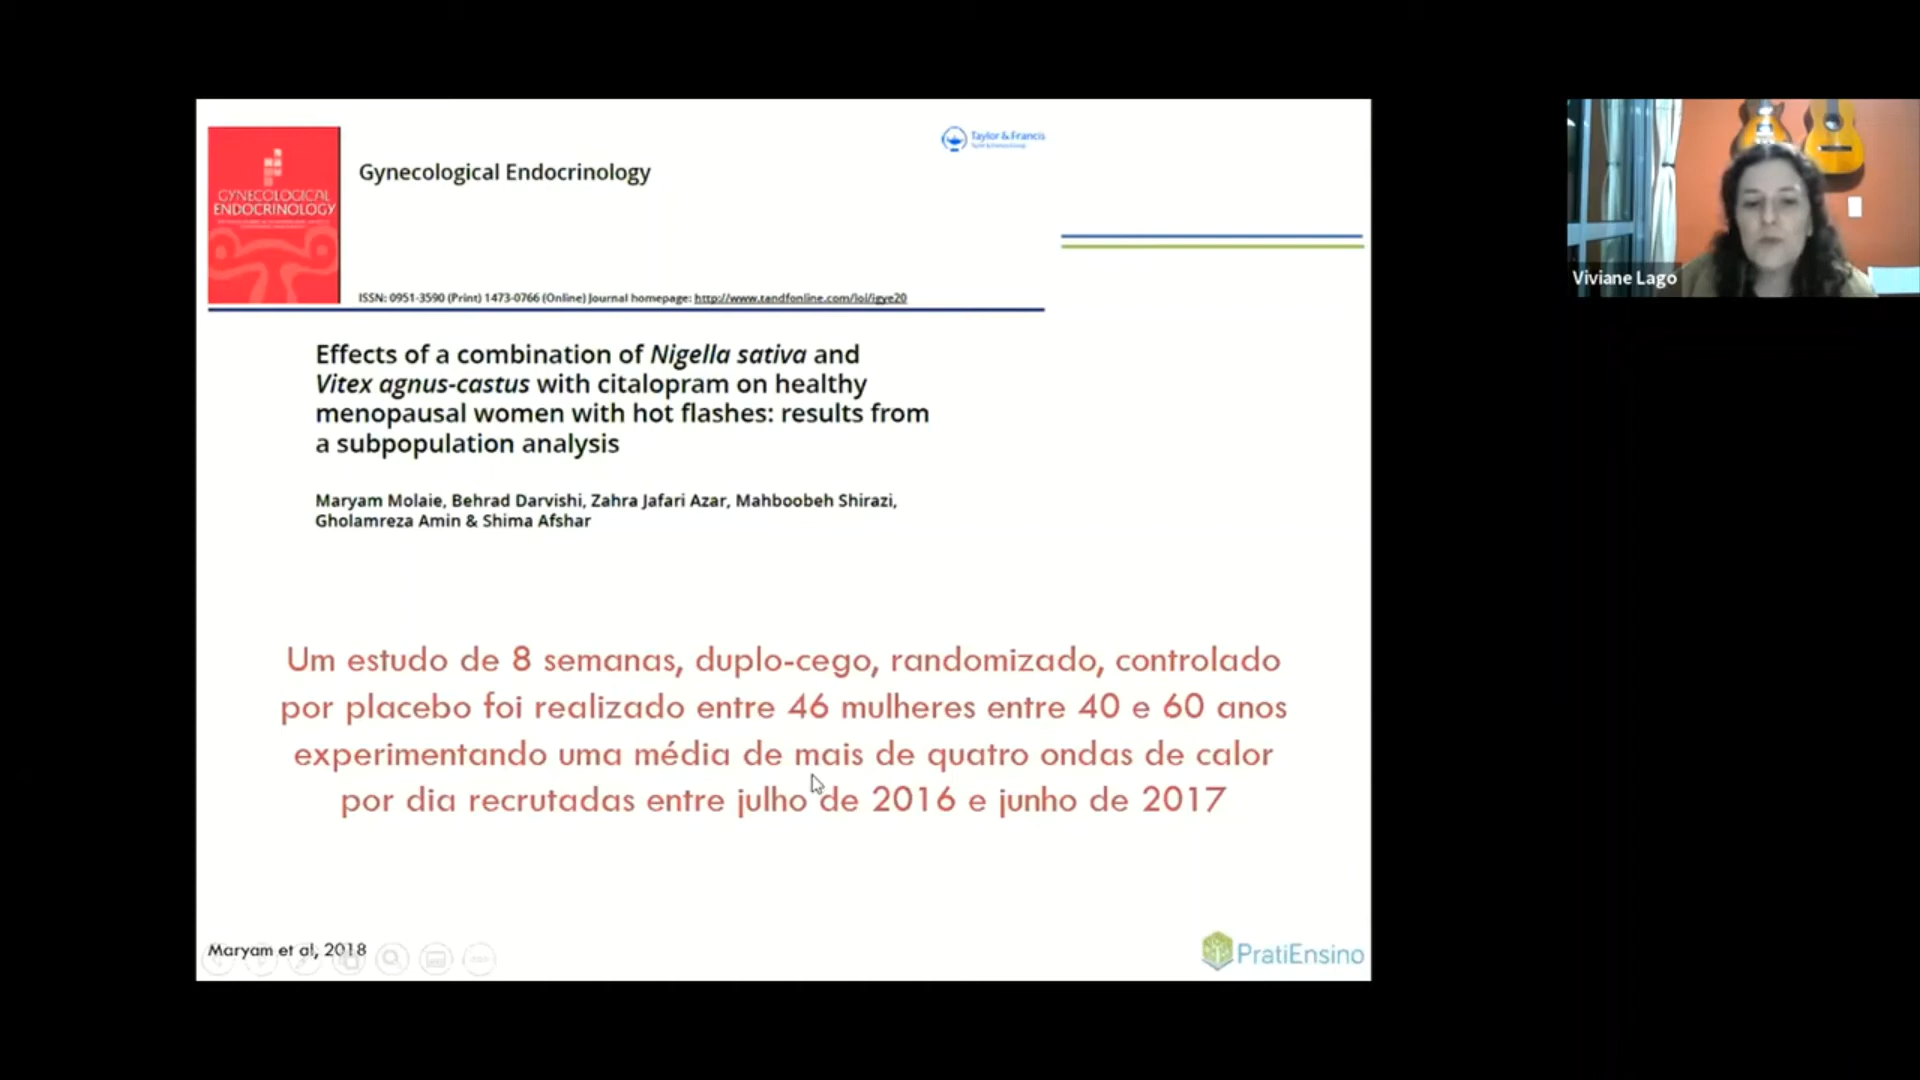 Taylor & Francis
Gynecological Endocrinology
GYNECOLOGICAL
ENDOCRINOLOGY
ISSN: 0951-3590 (Print) 1473-0766 (Online) Journal homepage: http://www.tandfonline.com/loi/igye20
Effects of a combination of Nigella sativa and
Vitex agnus-castus with citalopram on healthy
menopausal women with hot flashes: results from
a subpopulation analysis
Maryam Molaie, Behrad Darvishi, Zahra Jafari Azar, Mahboobeh Shirazi,
Gholamreza Amin & Shima Afshar
Um estudo de 8 semanas, duplo-cego, randomizado, controlado
por placebo foi realizado entre 46 mulheres entre 40 e 60 anos
experimentando uma média de mais de quatro ondas de calor
por dia recrutadas entre julho de 2016 e junho de 2017
Maryam et al, 2018
PratiEnsino
Viviane Lago